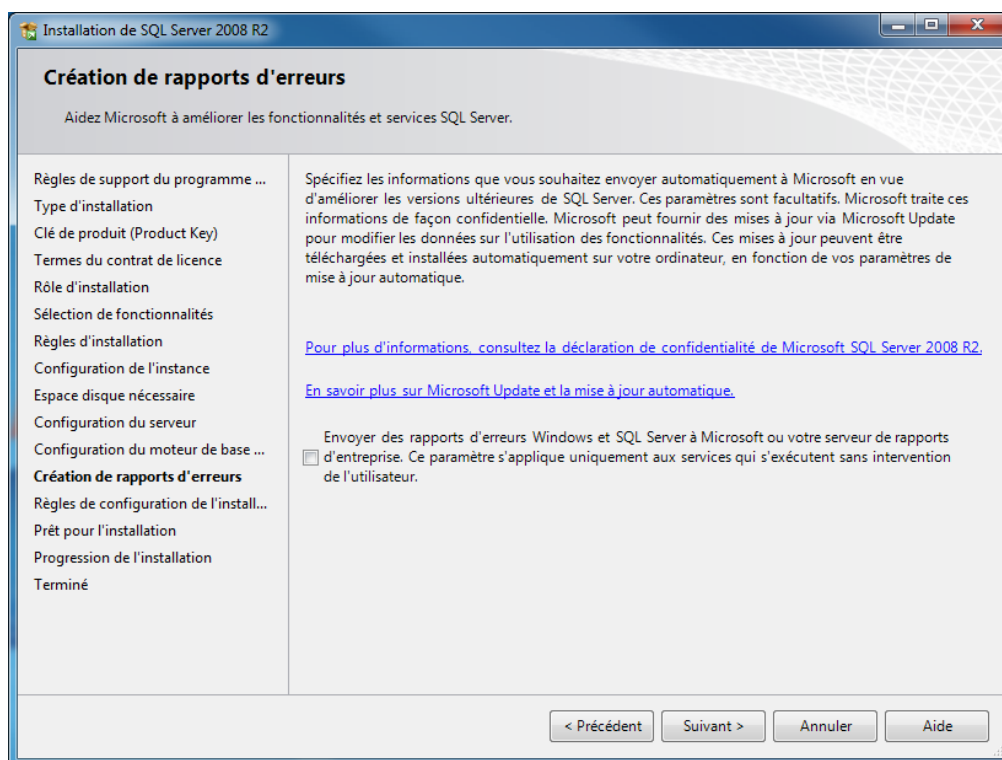 Installation de SQL Server 2008 R2
Création de rapports d'erreurs
Aidez Microsoft à améliorer les fonctionnalités et services SQL Server.
Règles de support du programme ...
Type d'installation
Clé de produit (Product Key)
Termes du contrat de licence
Rôle d'installation
Sélection de fonctionnalités
Règles d'installation
Configuration de l'instance
Espace disque nécessaire
Configuration du serveur
Configuration du moteur de base ...
Création de rapports d'erreurs
Règles de configuration de l'install...
Prêt pour l'installation
Progression de l'installation
Terminé
Spécifiez les informations que vous souhaitez envoyer automatiquement à Microsoft en vue
d'améliorer les versions ultérieures de SQL Server. Ces paramètres sont facultatifs. Microsoft traite ces
informations de façon confidentielle. Microsoft peut fournir des mises à jour via Microsoft Update
pour modifier les données sur l'utilisation des fonctionnalités. Ces mises à jour peuvent être
téléchargées et installées automatiquement sur votre ordinateur, en fonction de vos paramètres de
mise à jour automatique.
Pour plus d'informations, consultez la déclaration de confidentialité de Microsoft SQL Server 2008 R2.
En savoir plus sur Microsoft Update et la mise à jour automatique.
Envoyer des rapports d'erreurs Windows et SQL Server à Microsoft ou votre serveur de rapports
d'entreprise. Ce paramètre s'applique uniquement aux services qui s'exécutent sans intervention
de l'utilisateur.
< Précédent
Suivant >
Annuler
Aide